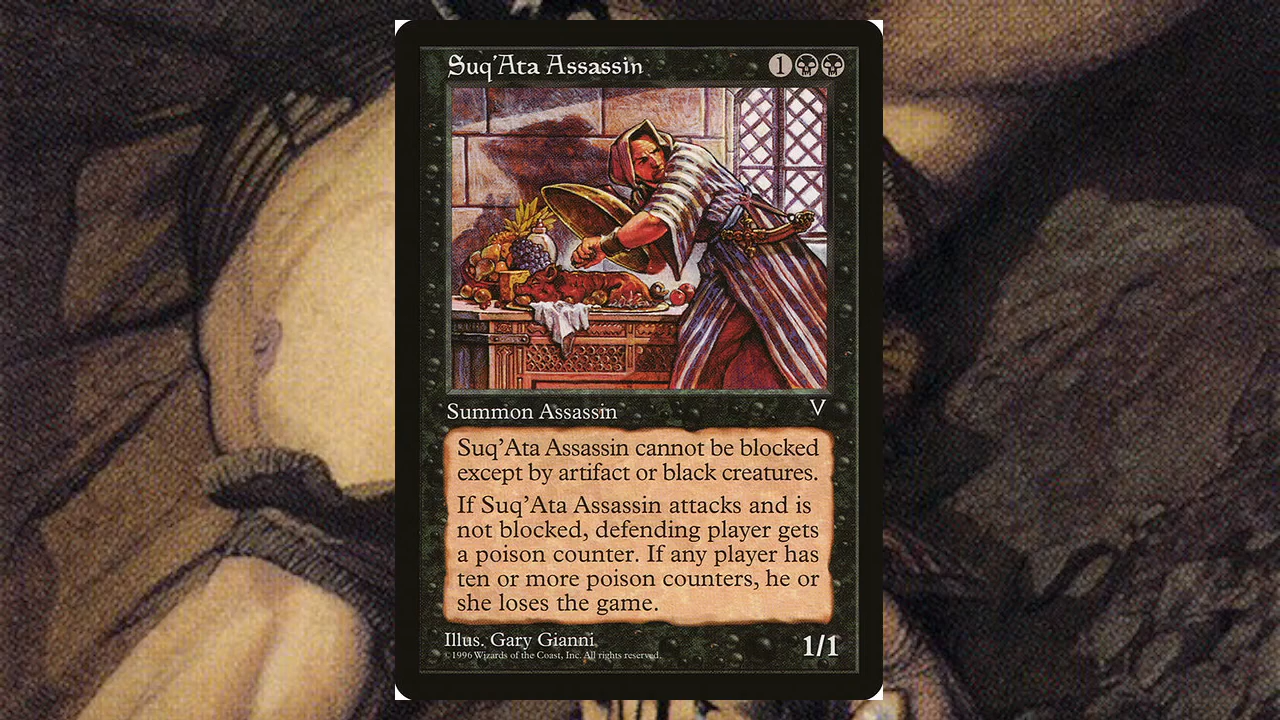 Suq'Ata Assassin 1
Summon Assassin V
Suq'Ata Assassin cannot be blocked
except by artifact or black creatures.
If Suq'Ata Assassin attacks and is
not blocked, defending player gets
a poison counter. If any player has
ten or more poison counters, he or
she loses the game.
Illus. Gary Gianni
©1996 Wizards of the Coast, Inc. All rights reserved.
1/1